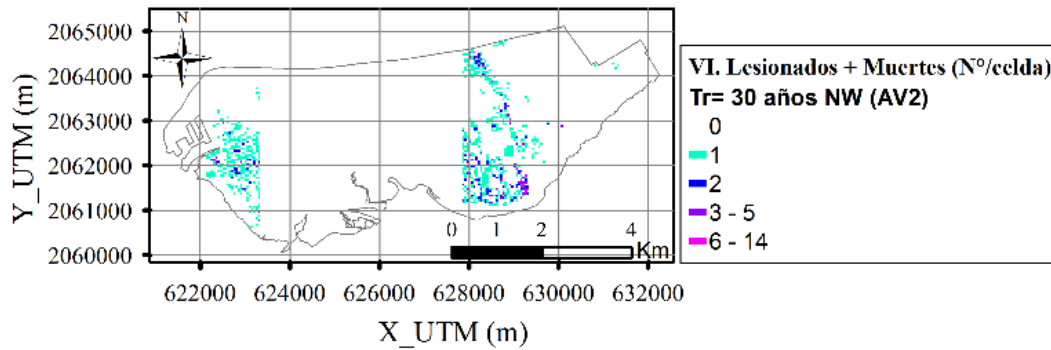 N
2065000
2064000
2063000
2062000
2061000
2060000
Y_UTM (m)
622000 624000 626000 628000 630000 632000
X_UTM (m)
0 1 2 4
Km
VI. Lesionados + Muertes (N°/celda)
Tr= 30 años NW (AV2)
0
1
2
3 - 5
6 - 14